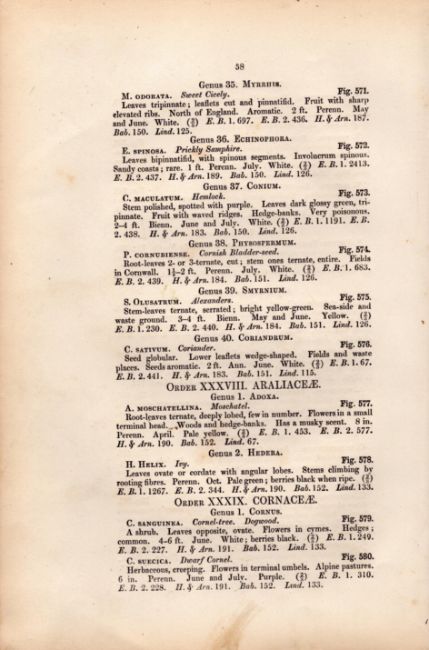 58
Genus 35. Myrrhis.
M. odorata. Sweet Cicely. Fig. 571.
Leaves tripinnate; leaflets cut and pinnatifid. Fruit with sharp
elevated ribs. North of England. Aromatic. 2 ft. Perenn. May
and June. White. E. B. 1. 697. E. B. 2. 436. H. & Arn. 187.
Bab. 150. Lind. 125.
Genus 36. Echinophora.
E. spinosa. Prickly Samphire. Fig. 572.
Leaves bipinnatifid, with spinous segments. Involucrum spinous.
Sandy coasts; rare. 1 ft. Perenn. July. White. E. B. 1. 2413.
E. B. 2. 437. H. & Arn. 189. Bab. 150. Lind. 126.
Genus 37. Conium.
C. maculatum. Hemlock. Fig. 573.
Stem polished, spotted with purple. Leaves dark glossy green, tri-
pinnate. Fruit with waved ridges. Hedge-banks. Very poisonous.
2–4 ft. Bienn. June and July. White. E. B. 1. 1191. E. B.
2. 438. H. & Arn. 183. Bab. 150. Lind. 126.
Genus 38. Physospermum.
P. cornubiense. Cornish Bladder-seed. Fig. 574.
Root-leaves 2- or 3-ternate, cut; stem ones ternate, entire. Fields
in Cornwall. 1½–2 ft. Perenn. July. White. E. B. 1. 683.
E. B. 2. 439. H. & Arn. 184. Bab. 151. Lind. 126.
Genus 39. Smyrnium.
S. Olusatrum. Alexanders. Fig. 575.
Stem-leaves ternate, serrated; bright yellow-green. Sea-side and
waste ground. 3–4 ft. Bienn. May and June. Yellow.
E. B. 1. 230. E. B. 2. 440. H. & Arn. 184. Bab. 151. Lind. 126.
Genus 40. Coriandrum.
C. sativum. Coriander. Fig. 576.
Seed globular. Lower leaflets wedge-shaped. Fields and waste
places. Seeds aromatic. 2 ft. Ann. June. White. E. B. 1. 67.
E. B. 2. 441. H. & Arn. 183. Bab. 151. Lind. 115.
Order XXXVIII. ARALIACEÆ.
Genus 1. Adoxa.
A. moschatellina. Moschatel. Fig. 577.
Root-leaves ternate, deeply lobed, few in number. Flowers in a small
terminal head. Woods and hedge-banks. Has a musky scent. 8 in.
Perenn. April. Pale yellow. E. B. 1. 453. E. B. 2. 577.
H. & Arn. 190. Bab. 152. Lind. 67.
Genus 2. Hedera.
H. Helix. Ivy. Fig. 578.
Leaves ovate or cordate with angular lobes. Stems climbing by
rooting fibres. Perenn. Oct. Pale green; berries black when ripe.
E. B. 1. 1267. E. B. 2. 344. H. & Arn. 190. Bab. 152. Lind. 133.
Order XXXIX. CORNACEÆ.
Genus 1. Cornus.
C. sanguinea. Cornel-tree. Dogwood. Fig. 579.
A shrub. Leaves opposite, ovate. Flowers in cymes. Hedges;
common. 4–6 ft. June. White; berries black. E. B. 1. 249.
E. B. 2. 227. H. & Arn. 191. Bab. 152. Lind. 133.
C. suecica. Dwarf Cornel. Fig. 580.
Herbaceous, creeping. Flowers in terminal umbels. Alpine pastures.
6 in. Perenn. June and July. Purple. E. B. 1. 310.
E. B. 2. 228. H. & Arn. 191. Bab. 152. Lind. 133.